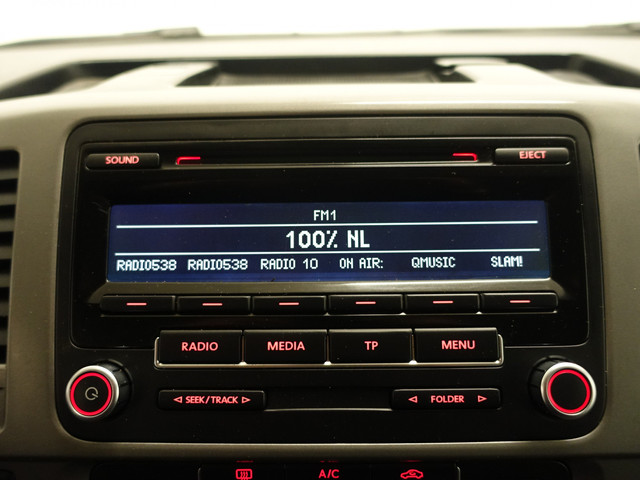 SOUND EJECT
FM1
100% NL
RADIO538 RADIO538 RADIO 10 ON AIR: QMUSIC SLAM!
RADIO MEDIA TP MENU
SEEK/TRACK FOLDER
A/C